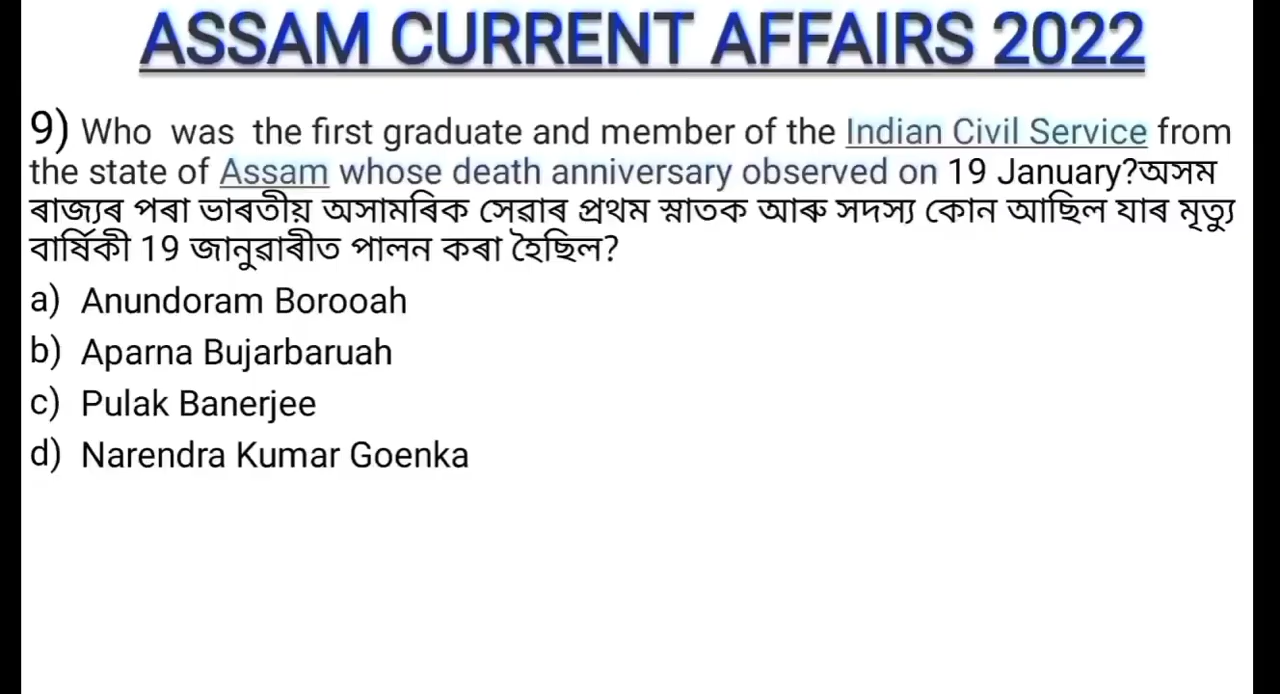 ASSAM CURRENT AFFAIRS 2022
9) Who was the first graduate and member of the Indian Civil Service from
the state of Assam whose death anniversary observed on 19 January?অসম
ৰাজ্যৰ পৰা ভাৰতীয় অসামৰিক সেৱাৰ প্ৰথম স্নাতক আৰু সদস্য কোন আছিল যাৰ মৃত্যু
বাৰ্ষিকী 19 জানুৱাৰীত পালন কৰা হৈছিল?
a) Anundoram Borooah
b) Aparna Bujarbaruah
c) Pulak Banerjee
d) Narendra Kumar Goenka